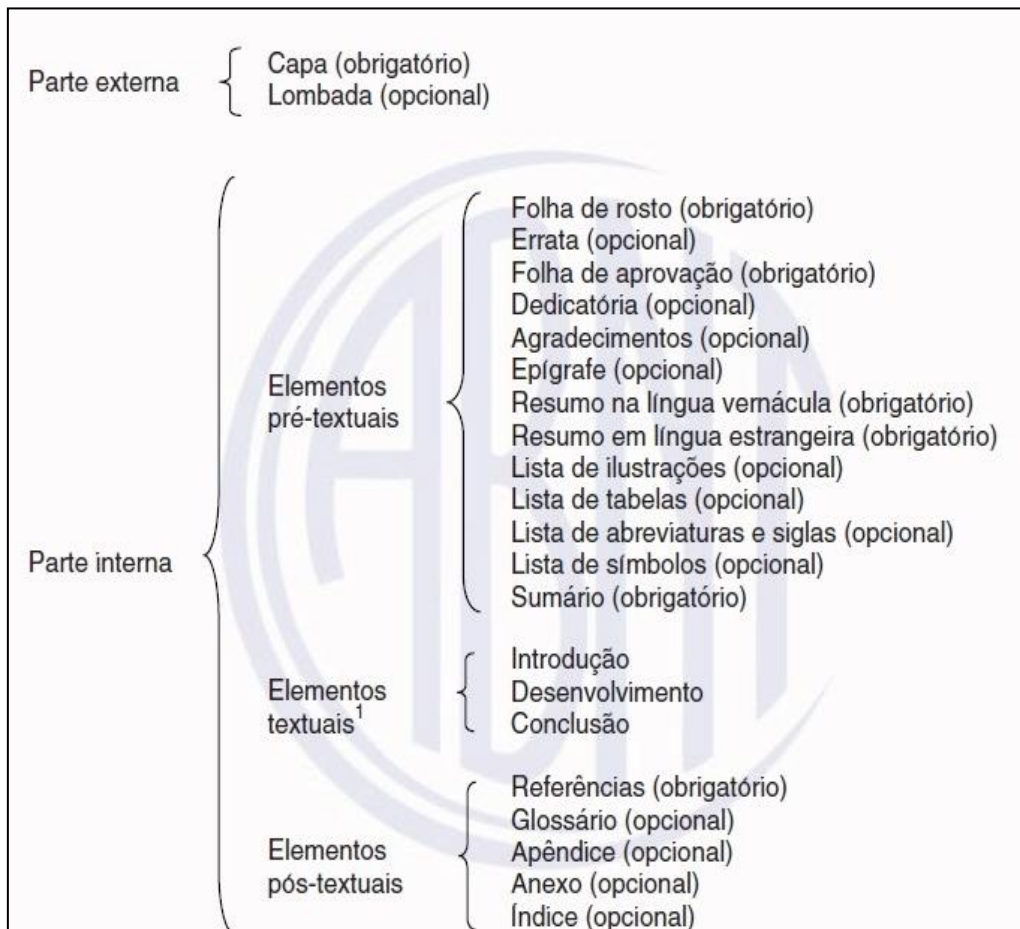 Parte externa
Capa (obrigatório)
Lombada (opcional)
Parte interna
Elementos
pré-textuais
Folha de rosto (obrigatório)
Errata (opcional)
Folha de aprovação (obrigatório)
Dedicatória (opcional)
Agradecimentos (opcional)
Epígrafe (opcional)
Resumo na língua vernácula (obrigatório)
Resumo em língua estrangeira (obrigatório)
Lista de ilustrações (opcional)
Lista de tabelas (opcional)
Lista de abreviaturas e siglas (opcional)
Lista de símbolos (opcional)
Sumário (obrigatório)
Elementos
textuais¹
Introdução
Desenvolvimento
Conclusão
Elementos
pós-textuais
Referências (obrigatório)
Glossário (opcional)
Apêndice (opcional)
Anexo (opcional)
Índice (opcional)
ABNT